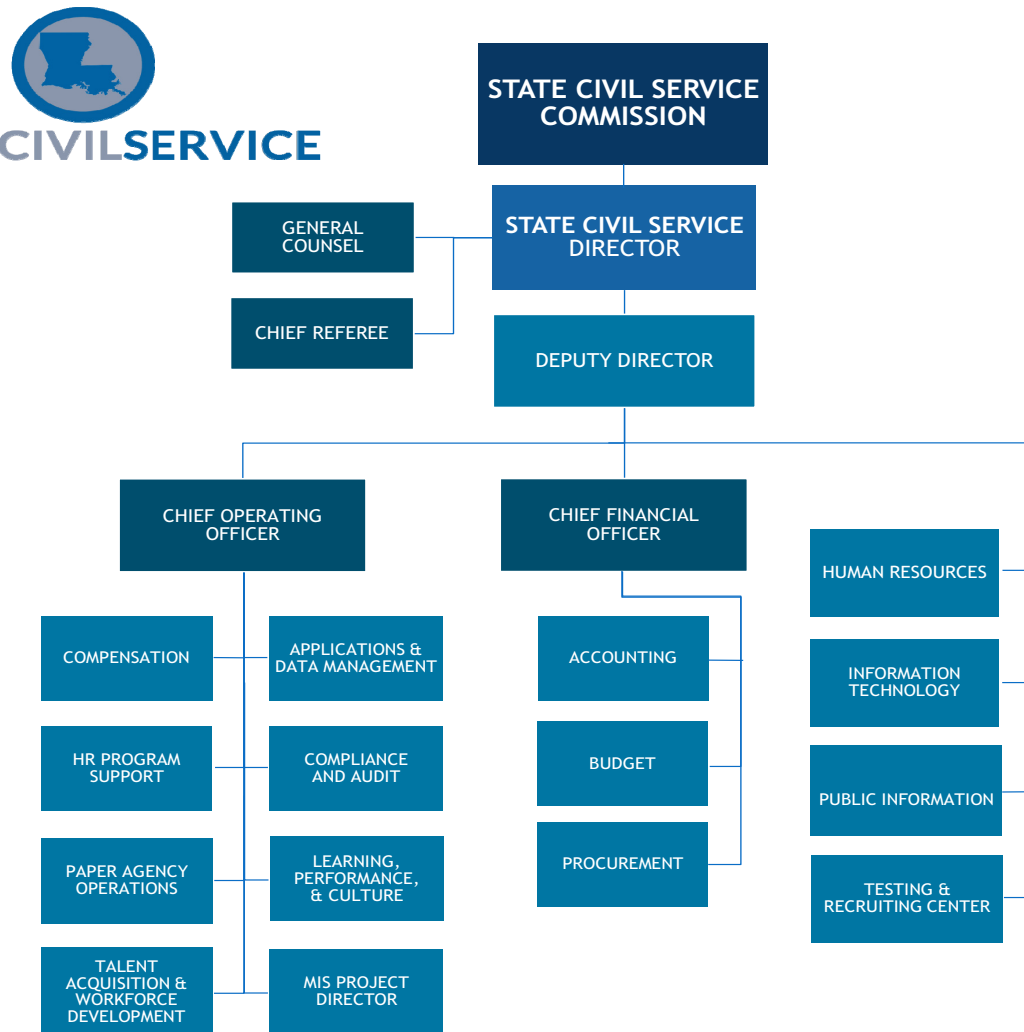 CIVILSERVICE
STATE CIVIL SERVICE
COMMISSION
STATE CIVIL SERVICE
DIRECTOR
GENERAL
COUNSEL
CHIEF REFEREE
DEPUTY DIRECTOR
CHIEF OPERATING
OFFICER
CHIEF FINANCIAL
OFFICER
COMPENSATION
APPLICATIONS &
DATA MANAGEMENT
HR PROGRAM
SUPPORT
COMPLIANCE
AND AUDIT
PAPER AGENCY
OPERATIONS
LEARNING,
PERFORMANCE,
& CULTURE
TALENT
ACQUISITION &
WORKFORCE
DEVELOPMENT
MIS PROJECT
DIRECTOR
ACCOUNTING
BUDGET
PROCUREMENT
HUMAN RESOURCES
INFORMATION
TECHNOLOGY
PUBLIC INFORMATION
TESTING &
RECRUITING CENTER